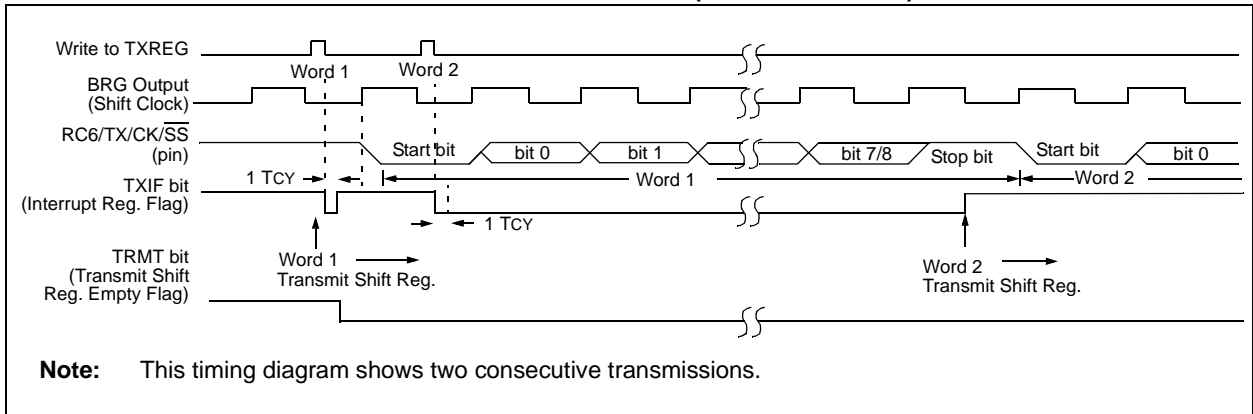 Write to TXREG
Word 1
Word 2
BRG Output
(Shift Clock)
RC6/TX/CK/SS
(pin)
Start bit
bit 0
bit 1
bit 7/8
Stop bit
Start bit
bit 0
1 TCY
Word 1
Word 2
TXIF bit
(Interrupt Reg. Flag)
1 TCY
TRMT bit
(Transmit Shift
Reg. Empty Flag)
Word 1
Transmit Shift Reg.
Word 2
Transmit Shift Reg.
Note: This timing diagram shows two consecutive transmissions.